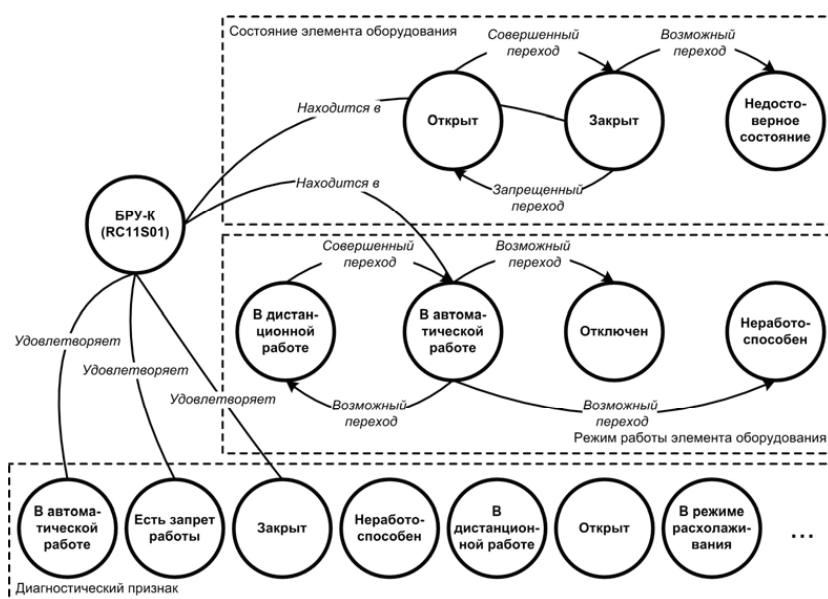 Состояние элемента оборудования
Совершенный
переход
Возможный
переход
Находится в
Открыт
Закрыт
Недосто-
верное
состояние
Запрещенный
переход
Находится в
БРУ-К
(RC11S01)
Совершенный
переход
Возможный
переход
В дистан-
ционной
работе
В автома-
тической
работе
Отключен
Неработо-
способен
Удовлетворяет
Удовлетворяет
Удовлетворяет
Возможный
переход
Возможный
переход
Режим работы элемента оборудования
В автома-
тической
работе
Есть запрет
работы
Закрыт
Неработо-
способен
В
дистанцион-
ной работе
Открыт
В режиме
расхолажи-
вания
...
Диагностический признак